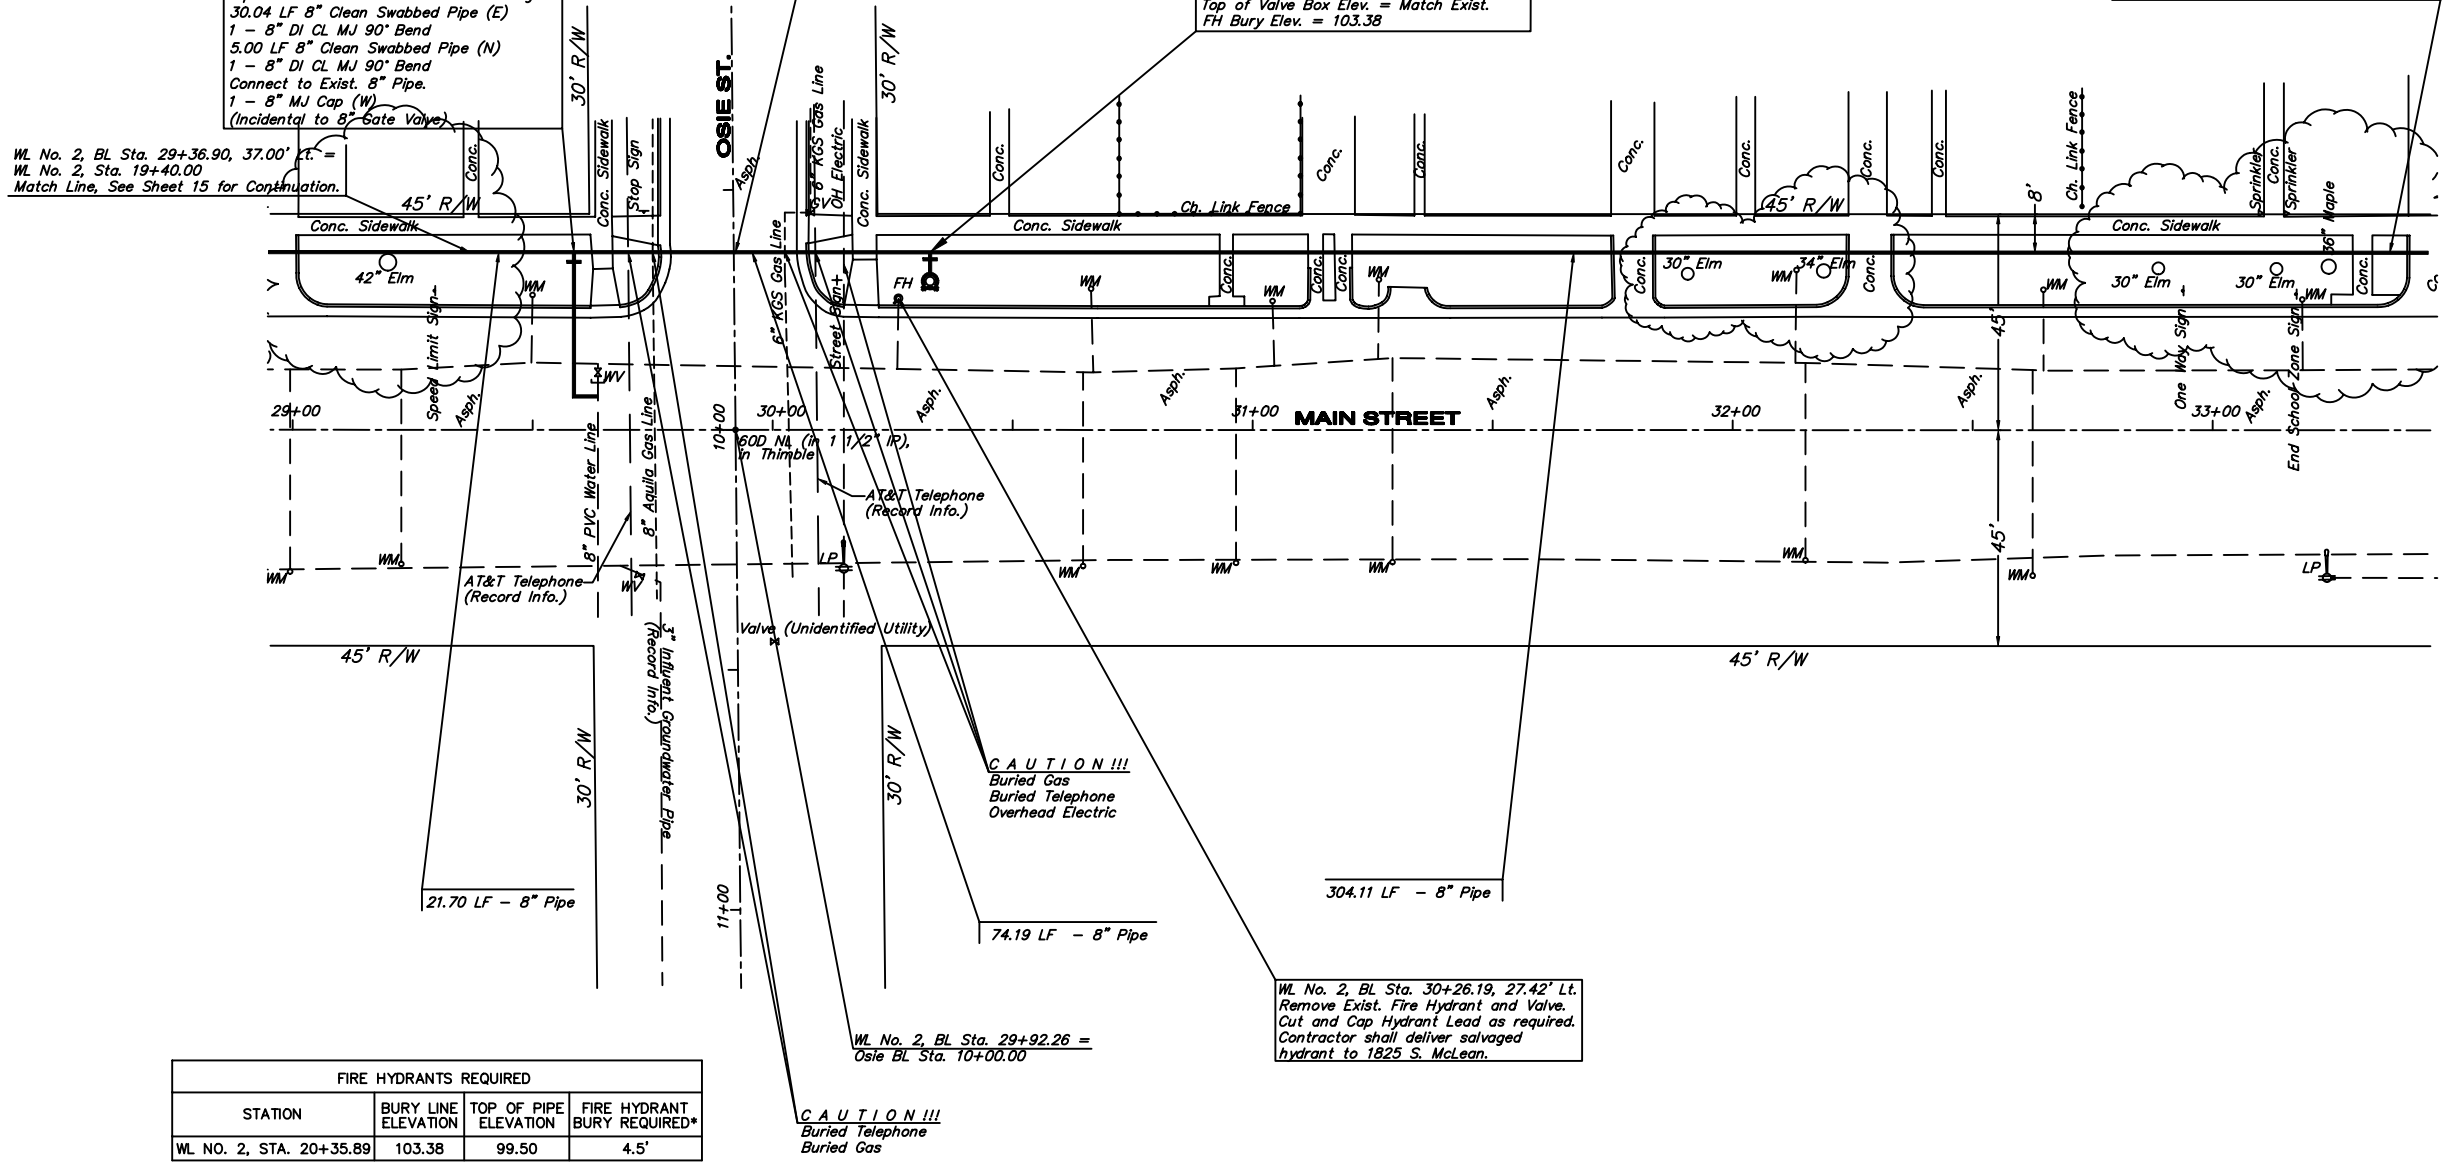 30.04 LF 8" Clean Swabbed Pipe (E)
1 - 8" DI CL MJ 90° Bend
5.00 LF 8" Clean Swabbed Pipe (N)
1 - 8" DI CL MJ 90° Bend
Connect to Exist. 8" Pipe.
1 - 8" MJ Cap (W)
(Incidental to 8" Gate Valve)
Top of Valve Box Elev. = Match Exist.
FH Bury Elev. = 103.38
WL No. 2, BL Sta. 29+36.90, 37.00' Lt. =
WL No. 2, Sta. 19+40.00
Match Line, See Sheet 15 for Continuation.
30' R/W
OSIE ST.
30' R/W
6" KGS Gas Line
OH Electric
Conc. Sidewalk
Stop Sign
Asph.
Conc. Sidewalk
GV
Conc.
Conc.
Ch. Link Fence
Conc.
Conc.
Conc.
Conc.
Conc.
Conc.
Ch. Link Fence
Sprinkler
Conc.
Sprinkler
8'
45' R/W
45' R/W
Conc. Sidewalk
Conc. Sidewalk
Conc. Sidewalk
36" Maple
42" Elm
WM
6" KGS Gas Line
Street Sign
FH
WM
Conc.
WM
Conc.
Conc.
WM
Conc.
30" Elm
WM
34" Elm
Conc.
WM
30" Elm
30" Elm
WM
Conc.
Speed Limit Sign
Asph.
WV
Asph.
Asph.
Asph.
Asph.
One Way Sign
End School Zone Sign
Asph.
45'
29+00
30+00
31+00
MAIN STREET
32+00
33+00
10+00
60D NL (in 1 1/2" IP),
in Thimble
8" PVC Water Line
8" Aquila Gas Line
AT&T Telephone
(Record Info.)
45'
WM
WM
AT&T Telephone
(Record Info.)
WV
LP
WM
WM
WM
WM
WM
LP
Valve (Unidentified Utility)
3" Influent Groundwater Pipe
(Record Info.)
45' R/W
45' R/W
30' R/W
30' R/W
C A U T I O N !!!
Buried Gas
Buried Telephone
Overhead Electric
21.70 LF - 8" Pipe
11+00
74.19 LF - 8" Pipe
304.11 LF - 8" Pipe
WL No. 2, BL Sta. 30+26.19, 27.42' Lt.
Remove Exist. Fire Hydrant and Valve.
Cut and Cap Hydrant Lead as required.
Contractor shall deliver salvaged
hydrant to 1825 S. McLean.
WL No. 2, BL Sta. 29+92.26 =
Osie BL Sta. 10+00.00
C A U T I O N !!!
Buried Telephone
Buried Gas
FIRE HYDRANTS REQUIRED
STATION BURY LINE ELEVATION TOP OF PIPE ELEVATION FIRE HYDRANT BURY REQUIRED*
WL NO. 2, STA. 20+35.89 103.38 99.50 4.5'